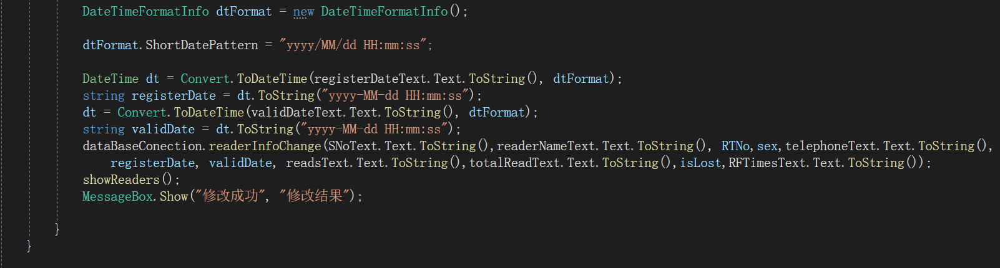 DateTimeFormatInfo dtFormat = new DateTimeFormatInfo();
dtFormat.ShortDatePattern = "yyyy/MM/dd HH:mm:ss";
DateTime dt = Convert.ToDateTime(registerDateText.Text.ToString(), dtFormat);
string registerDate = dt.ToString("yyyy-MM-dd HH:mm:ss");
dt = Convert.ToDateTime(validDateText.Text.ToString(), dtFormat);
string validDate = dt.ToString("yyyy-MM-dd HH:mm:ss");
dataBaseConection.readerInfoChange(SNoText.Text.ToString(),readerNameText.Text.ToString(), RTNo,sex,telephoneText.Text.ToString(),
registerDate, validDate, readsText.Text.ToString(),totalReadText.Text.ToString(),isLost,RFTimesText.Text.ToString());
showReaders();
MessageBox.Show("修改成功", "修改结果");
}
}